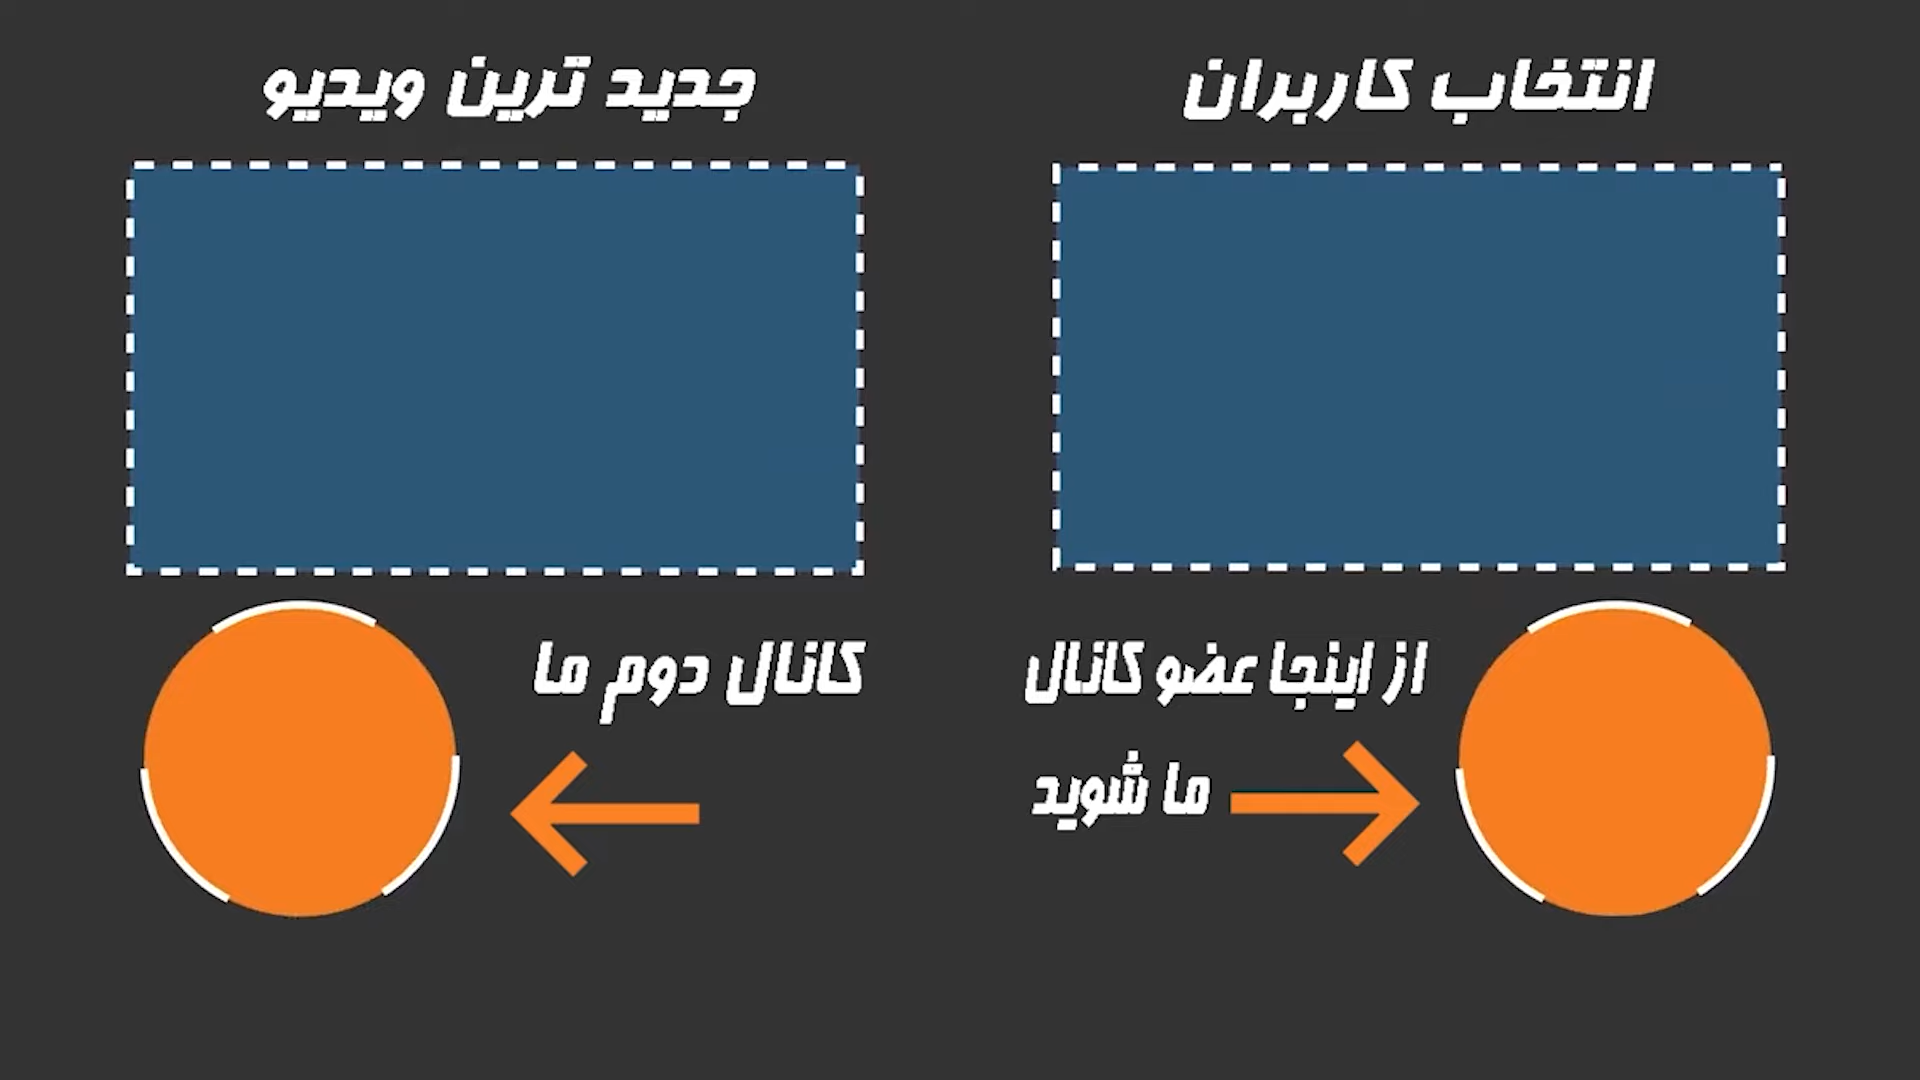 انتخاب کاربران
جدید ترین ویدیو
از اینجا عضو کانال
ما شوید
کانال دوم ما